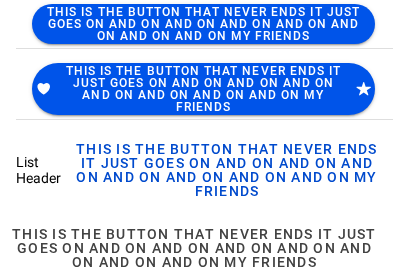 THIS IS THE BUTTON THAT NEVER ENDS IT JUST
GOES ON AND ON AND ON AND ON AND ON AND
ON AND ON AND ON MY FRIENDS
THIS IS THE BUTTON THAT NEVER ENDS IT
JUST GOES ON AND ON AND ON AND ON
AND ON AND ON AND ON AND ON MY
FRIENDS
List
Header
THIS IS THE BUTTON THAT NEVER ENDS
IT JUST GOES ON AND ON AND ON AND
ON AND ON AND ON AND ON AND ON MY
FRIENDS
THIS IS THE BUTTON THAT NEVER ENDS IT JUST
GOES ON AND ON AND ON AND ON AND ON AND
ON AND ON AND ON MY FRIENDS